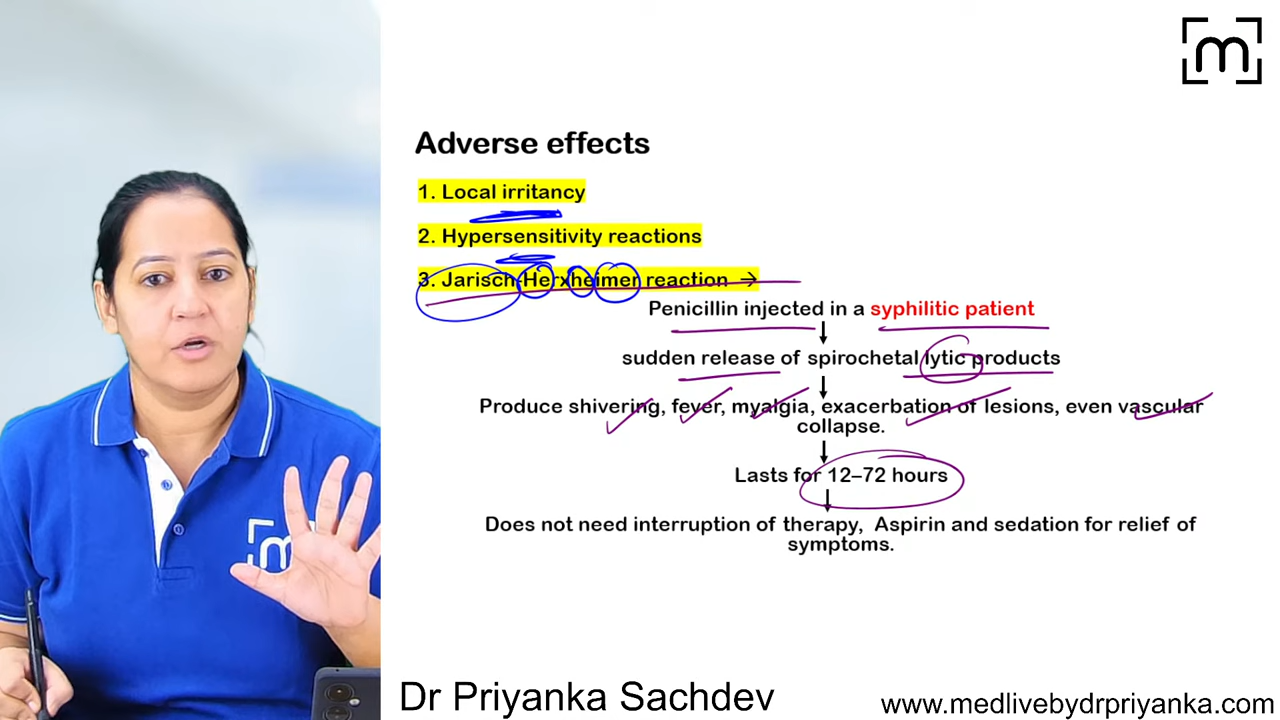 m
Adverse effects
1. Local irritancy
2. Hypersensitivity reactions
3. Jarisch-Herxheimer reaction →
Penicillin injected in a syphilitic patient
sudden release of spirochetal lytic products
Produce shivering, fever, myalgia, exacerbation of lesions, even vascular
collapse.
Lasts for 12–72 hours
Does not need interruption of therapy, Aspirin and sedation for relief of
symptoms.
m
Dr Priyanka Sachdev
www.medlivebydrpriyanka.com